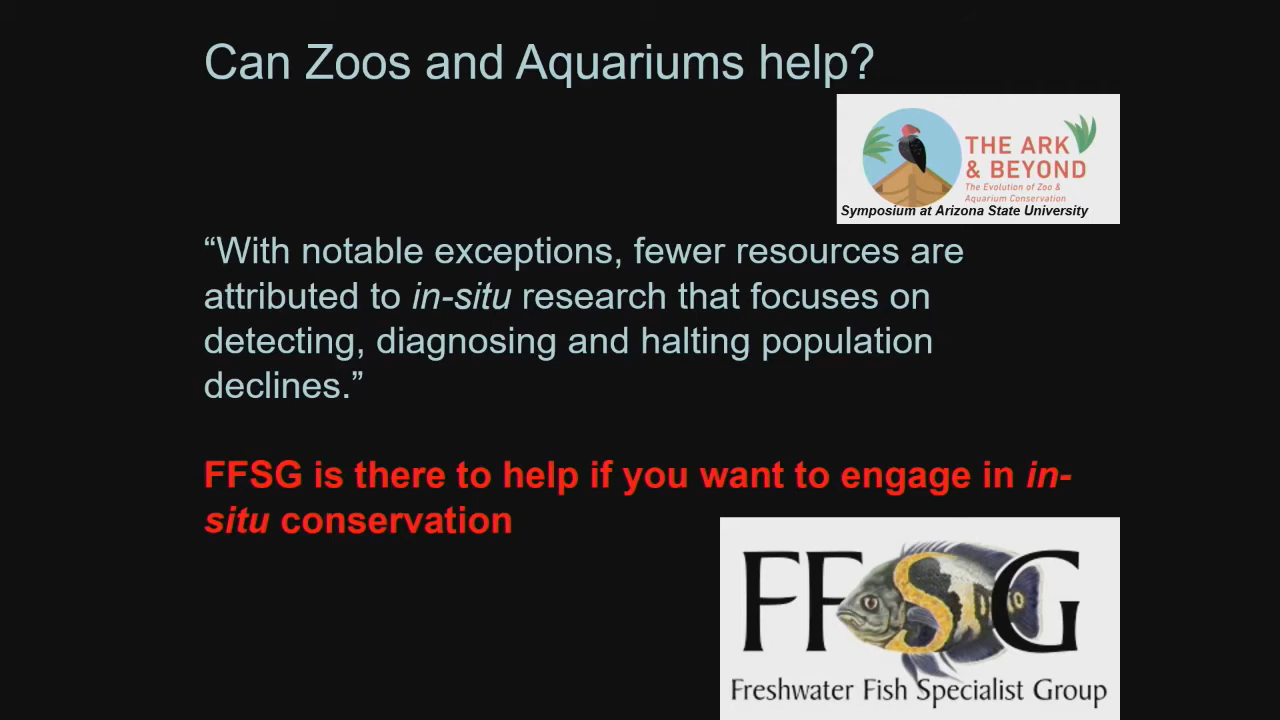 Can Zoos and Aquariums help?
THE ARK
& BEYOND
The Evolution of Zoo &
Aquarium Conservation
Symposium at Arizona State University
“With notable exceptions, fewer resources are
attributed to in-situ research that focuses on
detecting, diagnosing and halting population
declines.”
FFSG is there to help if you want to engage in in-
situ conservation
FFSG
Freshwater Fish Specialist Group